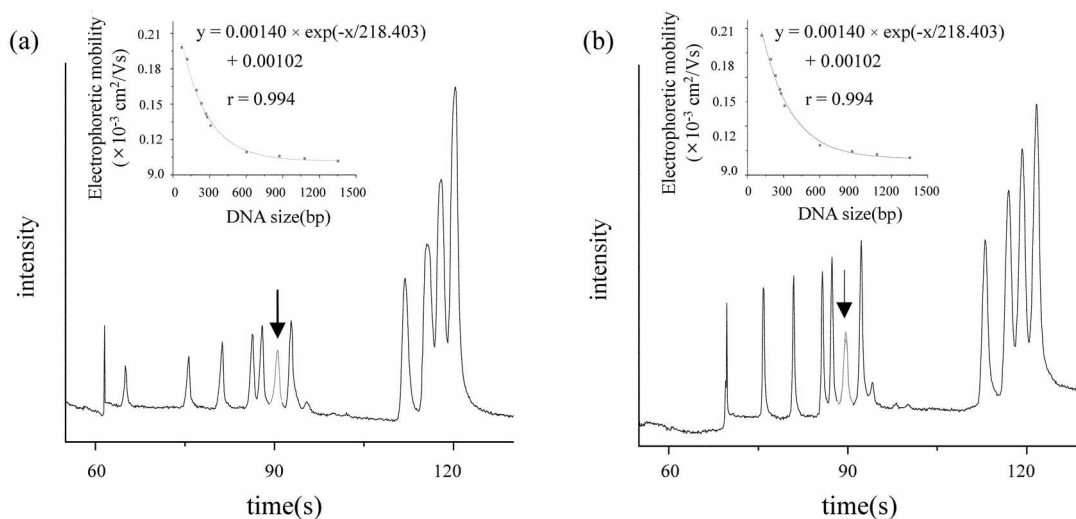 (a)
y = 0.00140 × exp(-x/218.403)
+ 0.00102
r = 0.994
Electrophoretic mobility
(× 10⁻³ cm²/Vs)
0.21
0.18
0.15
0.12
9.0
0 300 600 900 1200 1500
DNA size(bp)
intensity
60 90 120
time(s)
(b)
y = 0.00140 × exp(-x/218.403)
+ 0.00102
r = 0.994
Electrophoretic mobility
(× 10⁻³ cm²/Vs)
0.21
0.18
0.15
0.12
9.0
0 300 600 900 1200 1500
DNA size(bp)
intensity
60 90 120
time(s)